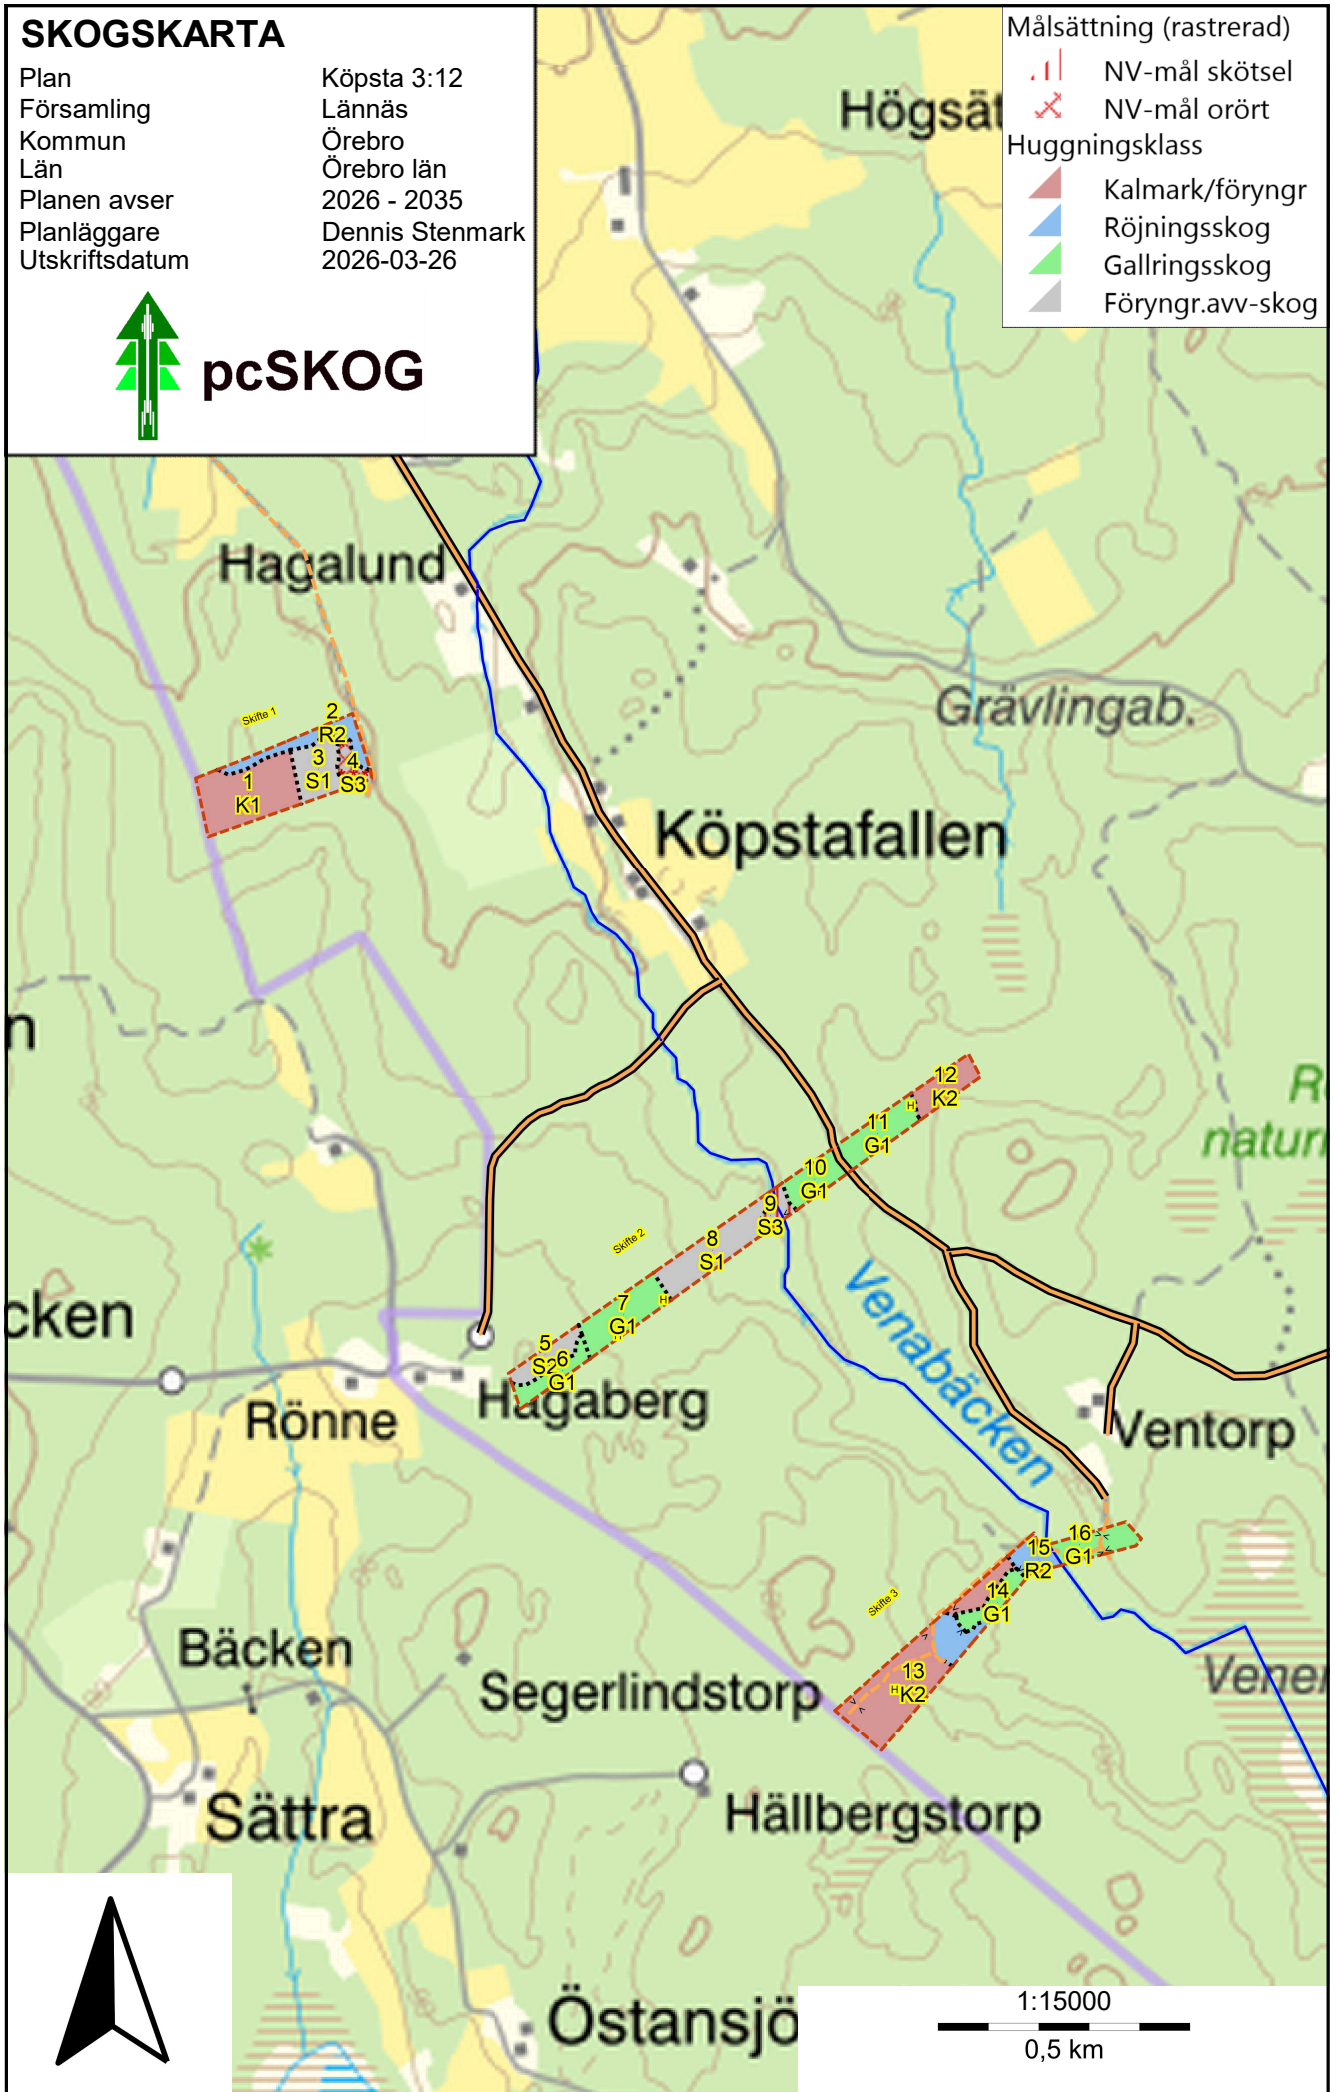 SKOGSKARTA
Plan Köpsta 3:12
Församling Lännäs
Kommun Örebro
Län Örebro län
Planen avser 2026 - 2035
Planläggare Dennis Stenmark
Utskriftsdatum 2026-03-26
pcSKOG
Målsättning (rastrerad)
NV-mål skötsel
NV-mål orört
Huggningsklass
Kalmark/föryngr
Röjningsskog
Gallringsskog
Föryngr.avv-skog
Högsät
Hagalund
Grävlingab.
Skifte 1
2
R2
3
S1
4
S3
1
K1
Köpstafallen
n
R
natur
12
K2
H
11
G1
10
G1
9
S3
Skifte 2
8
S1
H
7
G1
5
S2
6
G1
cken
Venabäcken
Hagaberg
Rönne
Ventorp
16
G1
15
R2
Skifte 3
14
G1
13
H K2
Bäcken
Segerlindstorp
Vene
Sättra
Hällbergstorp
Östansjö
1:15000
0,5 km